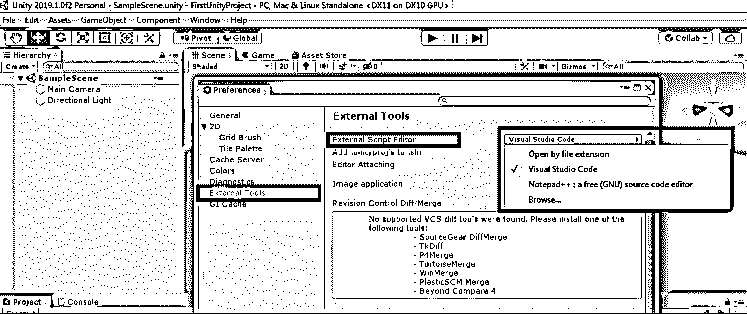 Unity 2019.1.0f2 Personal - SampleScene.unity - FirstUnityProject - PC, Mac & Linux Standalone <DX11 on DX10 GPU>
File Edit Assets GameObject Component Window Help
Pivot Global Collab
Hierarchy Scene Game Asset Store
Create All Shaded 2D Gizmos All
SampleScene
Main Camera
Directional Light
Preferences
General
2D
Grid Brush
Tile Palette
Cache Server
Colors
Diagnostics
External Tools
GI Cache
External Tools
External Script Editor
Editor Attaching
Image application
Revision Control Diff/Merge
Visual Studio Code
Open by file extension
✓ Visual Studio Code
Notepad++ : a free (GNU) source code editor
Browse...
No supported VCS diff tools were found. Please install one of the
following tools:
- SourceGear DiffMerge
- TkDiff
- P4Merge
- TortoiseMerge
- WinMerge
- PlasticSCM Merge
- Beyond Compare 4
Project Console